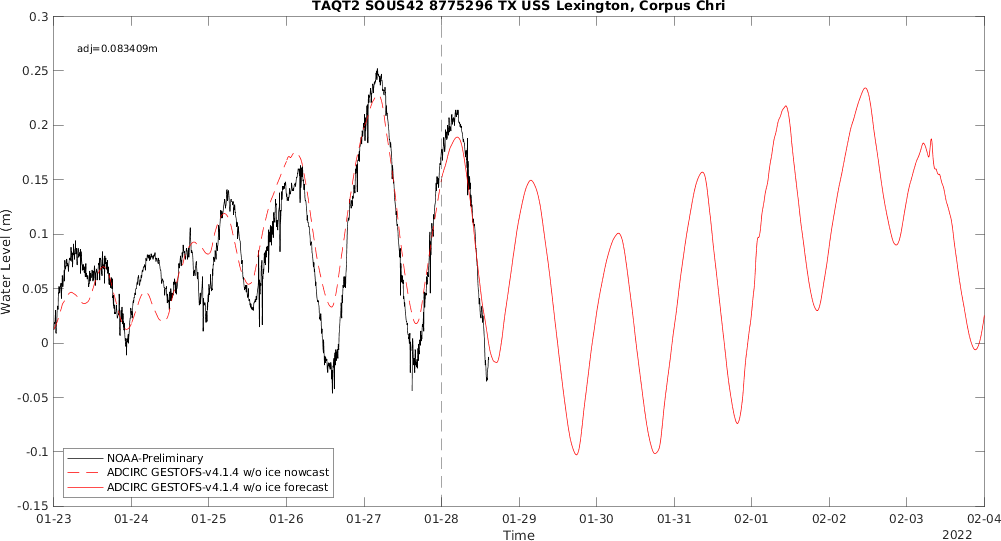 TAQT2 SOUS42 8775296 TX USS Lexington, Corpus Chri
adj=0.083409m
0.3
0.25
0.2
0.15
0.1
0.05
0
-0.05
-0.1
-0.15
Water Level (m)
NOAA-Preliminary
ADCIRC GESTOFS-v4.1.4 w/o ice nowcast
ADCIRC GESTOFS-v4.1.4 w/o ice forecast
01-23 01-24 01-25 01-26 01-27 01-28 01-29 01-30 01-31 02-01 02-02 02-03 02-04
Time
2022